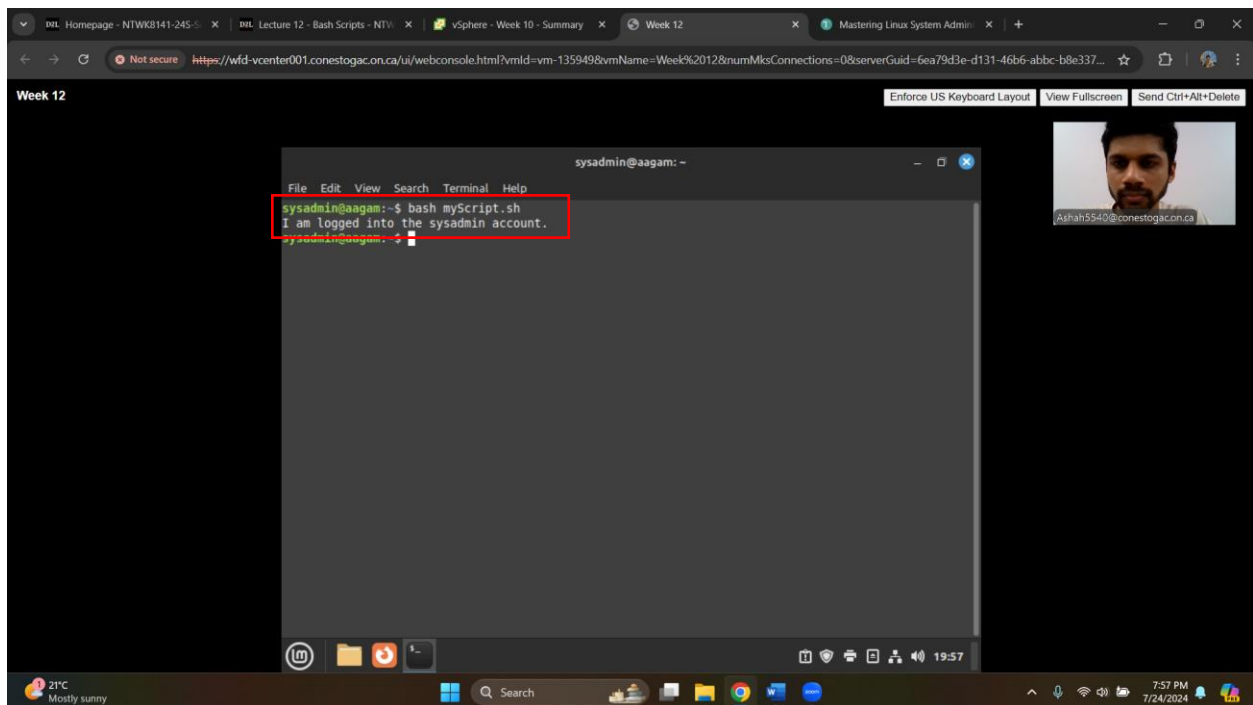 Homepage - NTWK8141-24S-S
Lecture 12 - Bash Scripts - NTW
vSphere - Week 10 - Summary
Week 12
Mastering Linux System Admini
Not secure
https://wfd-vcenter001.conestogac.on.ca/ui/webconsole.html?vmId=vm-135949&vmName=Week%2012&numMksConnections=0&serverGuid=6ea79d3e-d131-46b6-abbc-b8e337...
Week 12
Enforce US Keyboard Layout View Fullscreen Send Ctrl+Alt+Delete
Ashah5540@conestogac.on.ca
sysadmin@aagam: ~
File Edit View Search Terminal Help
sysadmin@aagam:~$ bash myScript.sh
I am logged into the sysadmin account.
sysadmin@aagam:~$
19:57
21°C
Mostly sunny
Search
zoom
7:57 PM
7/24/2024